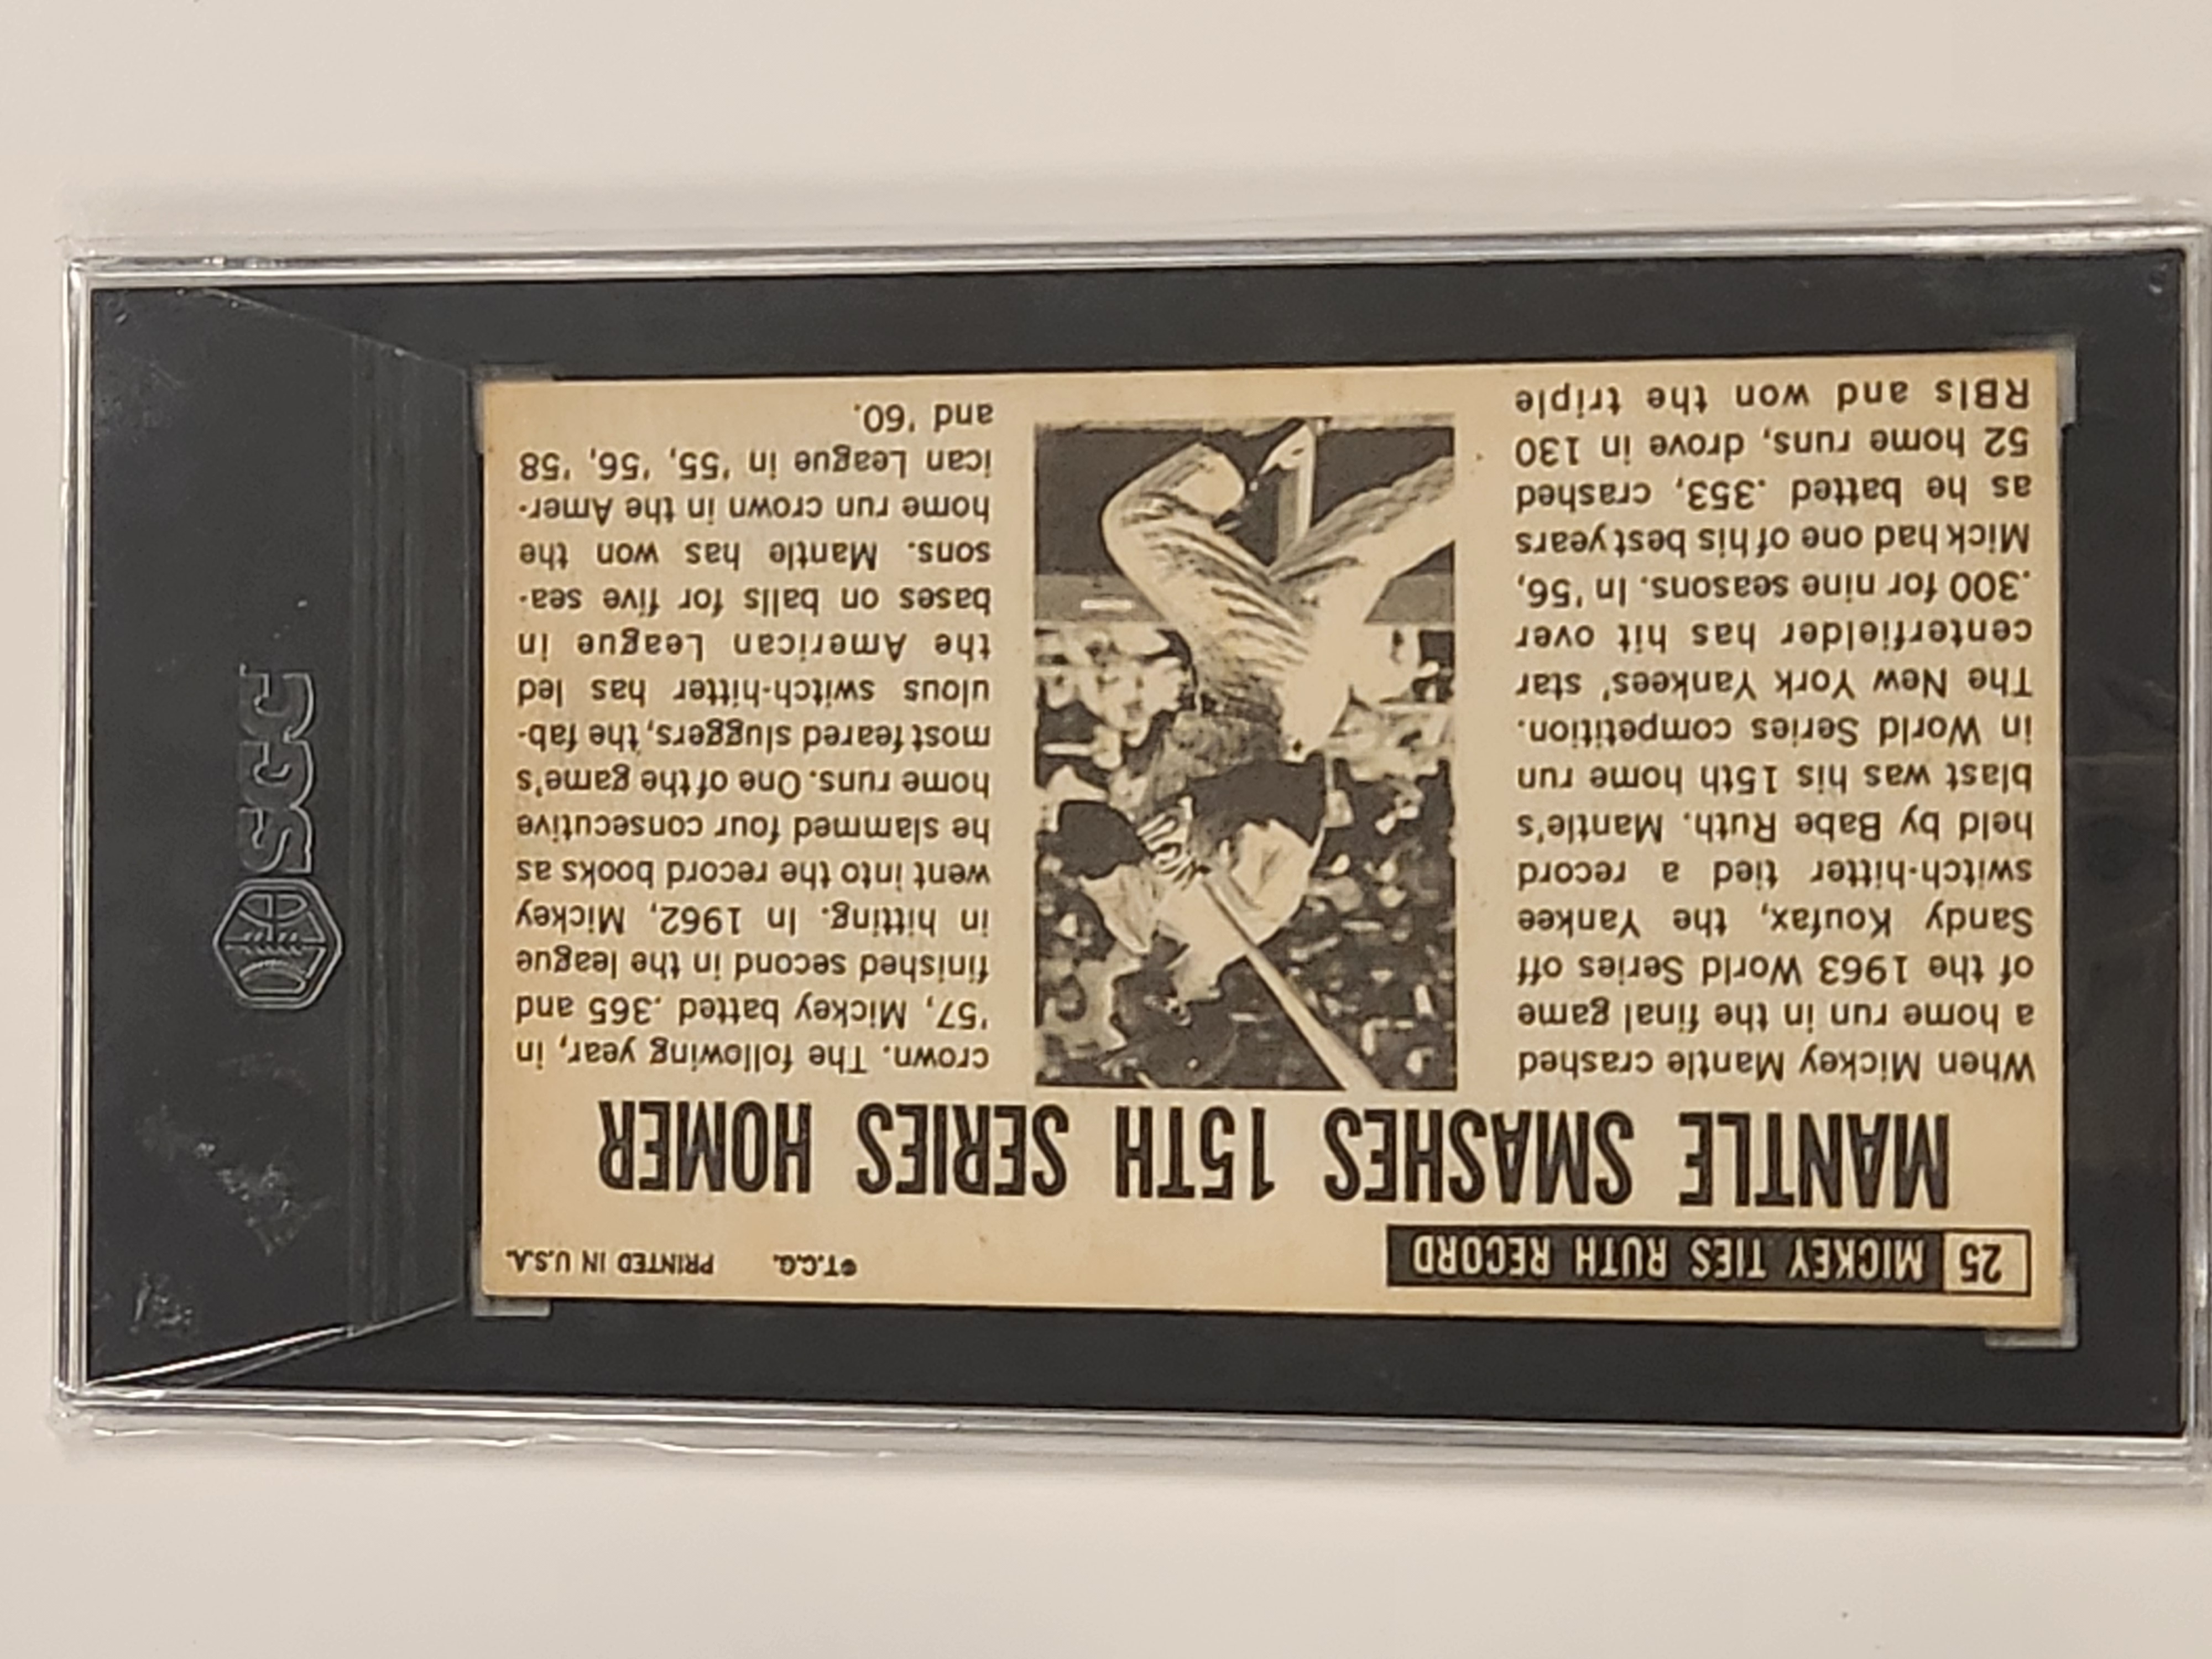 25 MICKEY TIES RUTH RECORD
©T.C.G. PRINTED IN U.S.A.
MANTLE SMASHES 15TH SERIES HOMER
When Mickey Mantle crashed
a home run in the final game
of the 1963 World Series off
Sandy Koufax, the Yankee
switch-hitter tied a record
held by Babe Ruth. Mantle's
blast was his 15th home run
in World Series competition.
The New York Yankees' star
centerfielder has hit over
.300 for nine seasons. In '56,
Mick had one of his best years
as he batted .353, crashed
52 home runs, drove in 130
RBIs and won the triple
crown. The following year, in
'57, Mickey batted .365 and
finished second in the league
in hitting. In 1962, Mickey
went into the record books as
he slammed four consecutive
home runs. One of the game's
most feared sluggers, the fab-
ulous switch-hitter has led
the American League in
bases on balls for five sea-
sons. Mantle has won the
home run crown in the Amer-
ican League in '55, '56, '58
and '60.
SGC